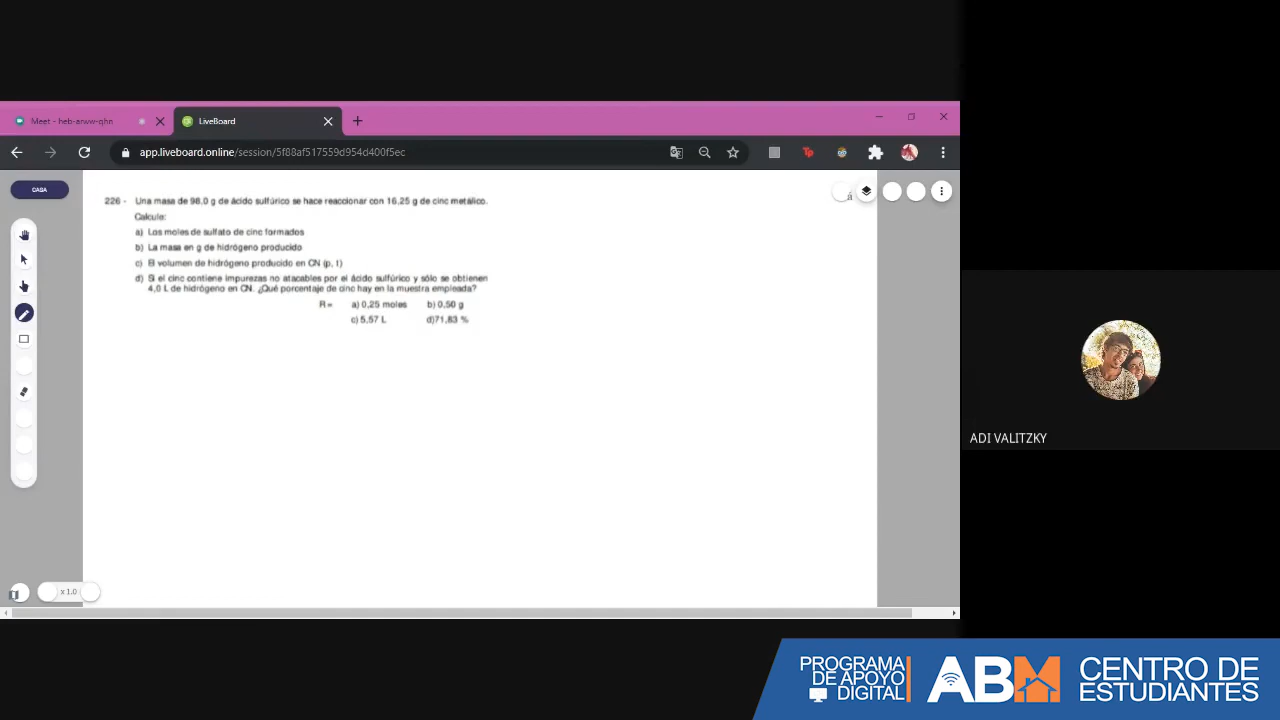 Meet - heb-anww-qhn
LiveBoard
app.liveboard.online/session/5f88af517559d954d400f5ec
CASA
226 - Una masa de 98,0 g de ácido sulfúrico se hace reaccionar con 16,25 g de cinc metálico.
Calcule:
a) Los moles de sulfato de cinc formados
b) La masa en g de hidrógeno producido
c) El volumen de hidrógeno producido en CN (p, t)
d) Si el cinc contiene impurezas no atacables por el ácido sulfúrico y sólo se obtienen
4,0 L de hidrógeno en CN. ¿Qué porcentaje de cinc hay en la muestra empleada?
R = a) 0,25 moles b) 0,50 g
c) 5,57 L d)71,83 %
x 1.0
ADI VALITZKY
PROGRAMA
DE APOYO
DIGITAL
ABM
CENTRO DE
ESTUDIANTES